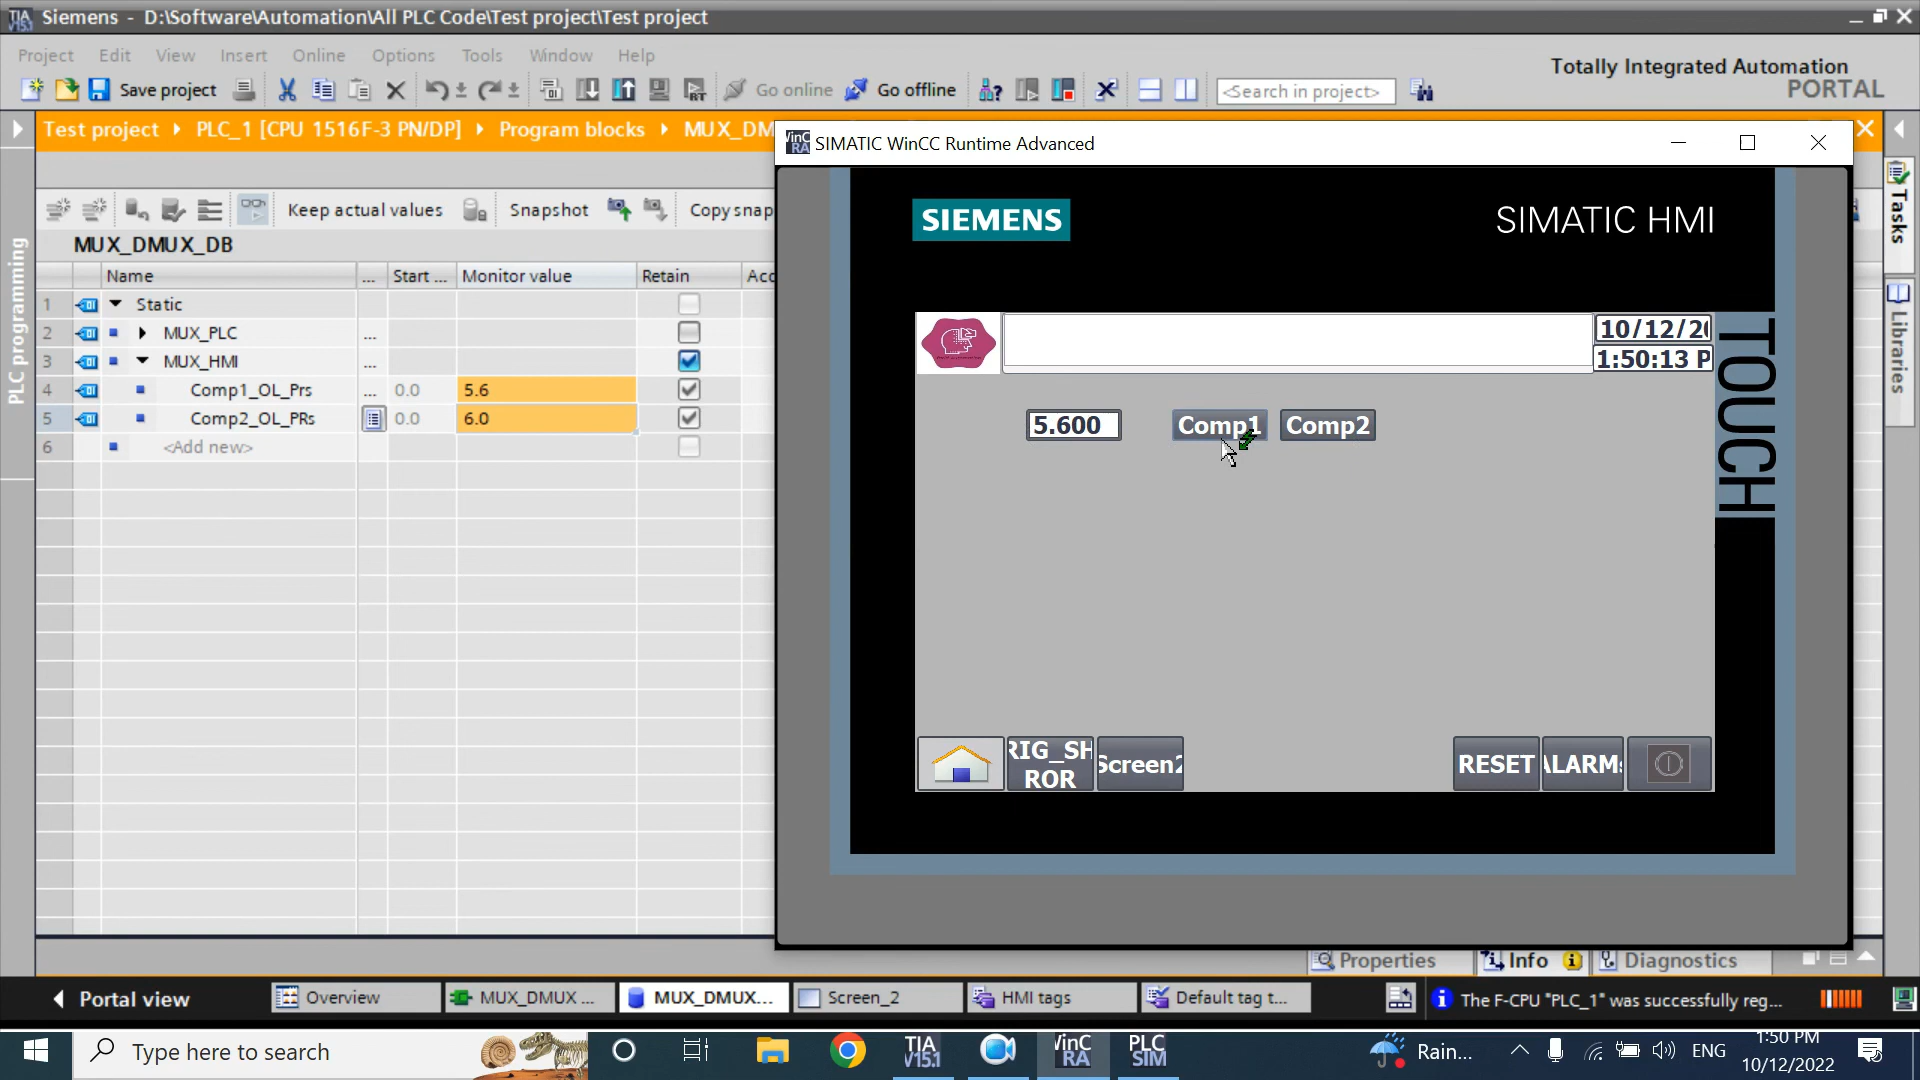 Siemens - D:\Software\Automation\All PLC Code\Test project\Test project
Project Edit View Insert Online Options Tools Window Help
Totally Integrated Automation
PORTAL
Save project
Go online
Go offline
<Search in project>
Test project PLC_1 [CPU 1516F-3 PN/DP] Program blocks MUX_DM
SIMATIC WinCC Runtime Advanced
Keep actual values Snapshot Copy snap
MUX_DMUX_DB
Name ... Start ... Monitor value Retain Acc
1 Static
2 MUX_PLC ...
3 MUX_HMI ...
4 Comp1_OL_Prs ... 0.0 5.6
5 Comp2_OL_PRs 0.0 6.0
6 <Add new>
PLC programming
SIEMENS
SIMATIC HMI
10/12/20
1:50:13 P
TOUCH
5.600 Comp1 Comp2
RIG_SH
ROR
Screen2
RESET ALARMs
Tasks
Libraries
Properties Info Diagnostics
Portal view Overview MUX_DMUX ... MUX_DMUX... Screen_2 HMI tags Default tag t... The F-CPU "PLC_1" was successfully reg...
Type here to search
TIA
V15.1
WinC
RA
PLC
SIM
Rain... ENG
1:50 PM
10/12/2022